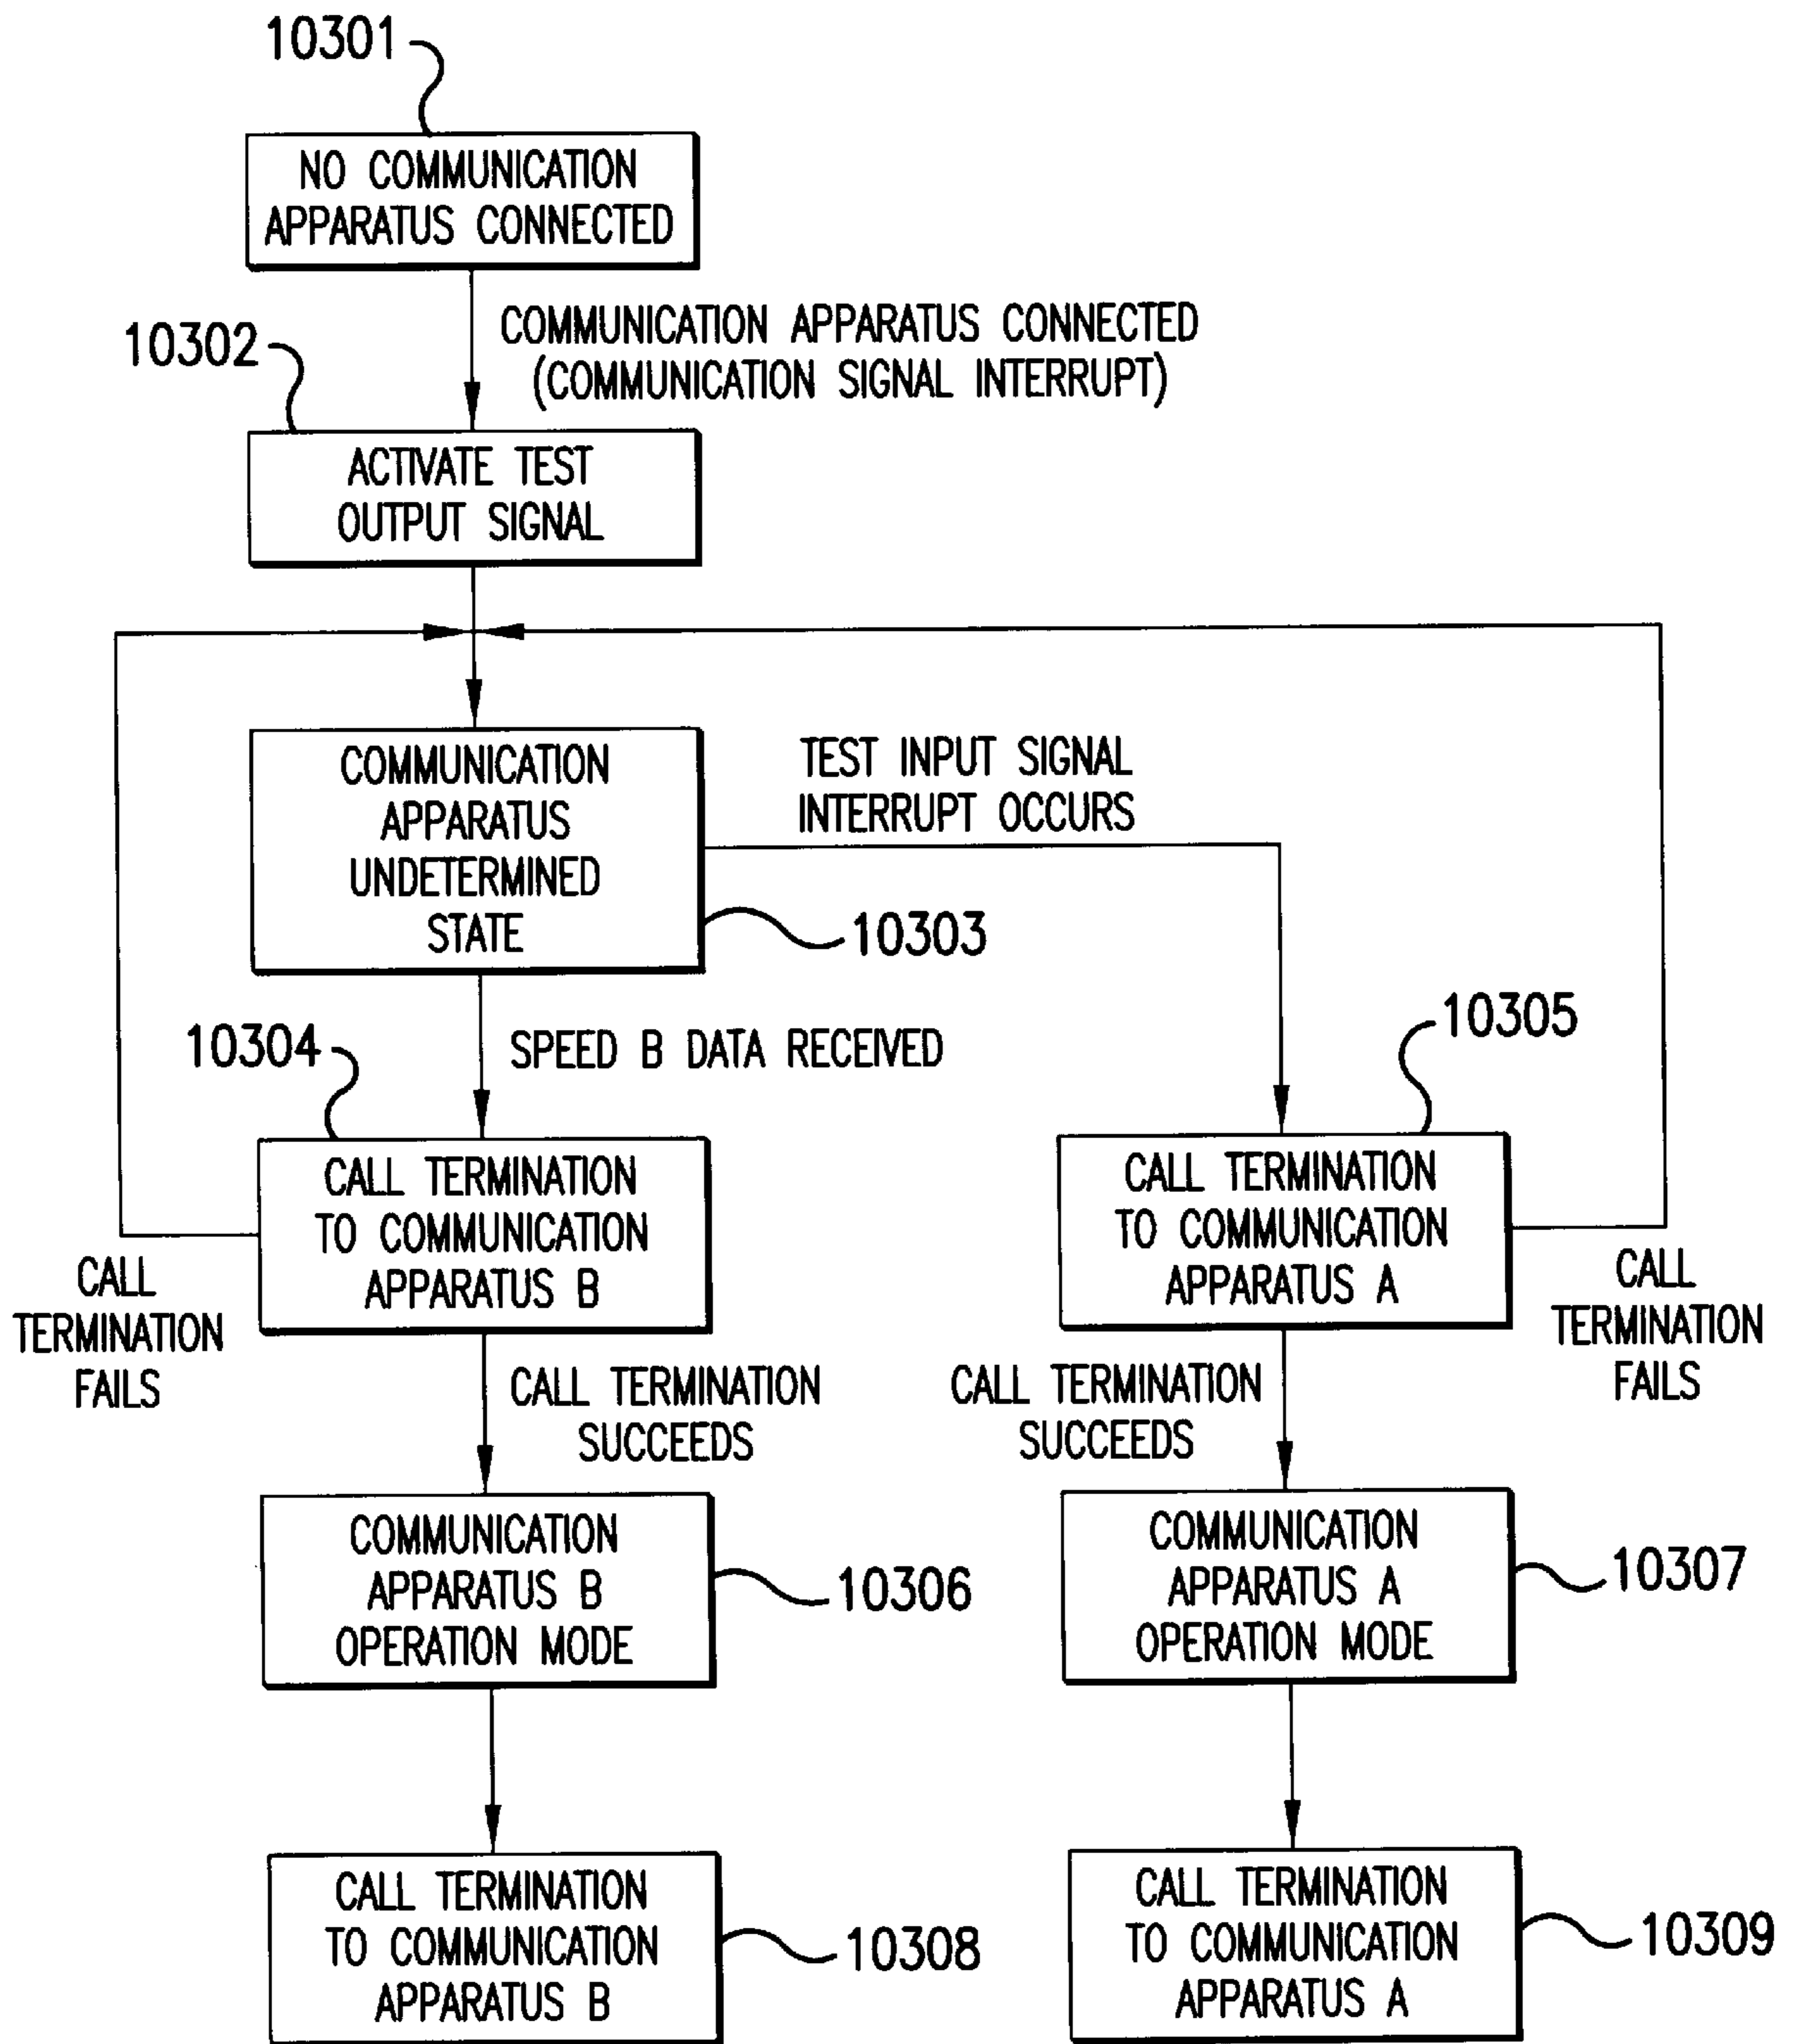 10301
NO COMMUNICATION
APPARATUS CONNECTED
COMMUNICATION APPARATUS CONNECTED
(COMMUNICATION SIGNAL INTERRUPT)
10302
ACTIVATE TEST
OUTPUT SIGNAL
COMMUNICATION
APPARATUS
UNDETERMINED
STATE
10303
TEST INPUT SIGNAL
INTERRUPT OCCURS
SPEED B DATA RECEIVED
10304
10305
CALL TERMINATION
TO COMMUNICATION
APPARATUS B
CALL TERMINATION
TO COMMUNICATION
APPARATUS A
CALL
TERMINATION
FAILS
CALL TERMINATION
SUCCEEDS
CALL TERMINATION
SUCCEEDS
CALL
TERMINATION
FAILS
COMMUNICATION
APPARATUS B
OPERATION MODE
10306
COMMUNICATION
APPARATUS A
OPERATION MODE
10307
CALL TERMINATION
TO COMMUNICATION
APPARATUS B
10308
CALL TERMINATION
TO COMMUNICATION
APPARATUS A
10309